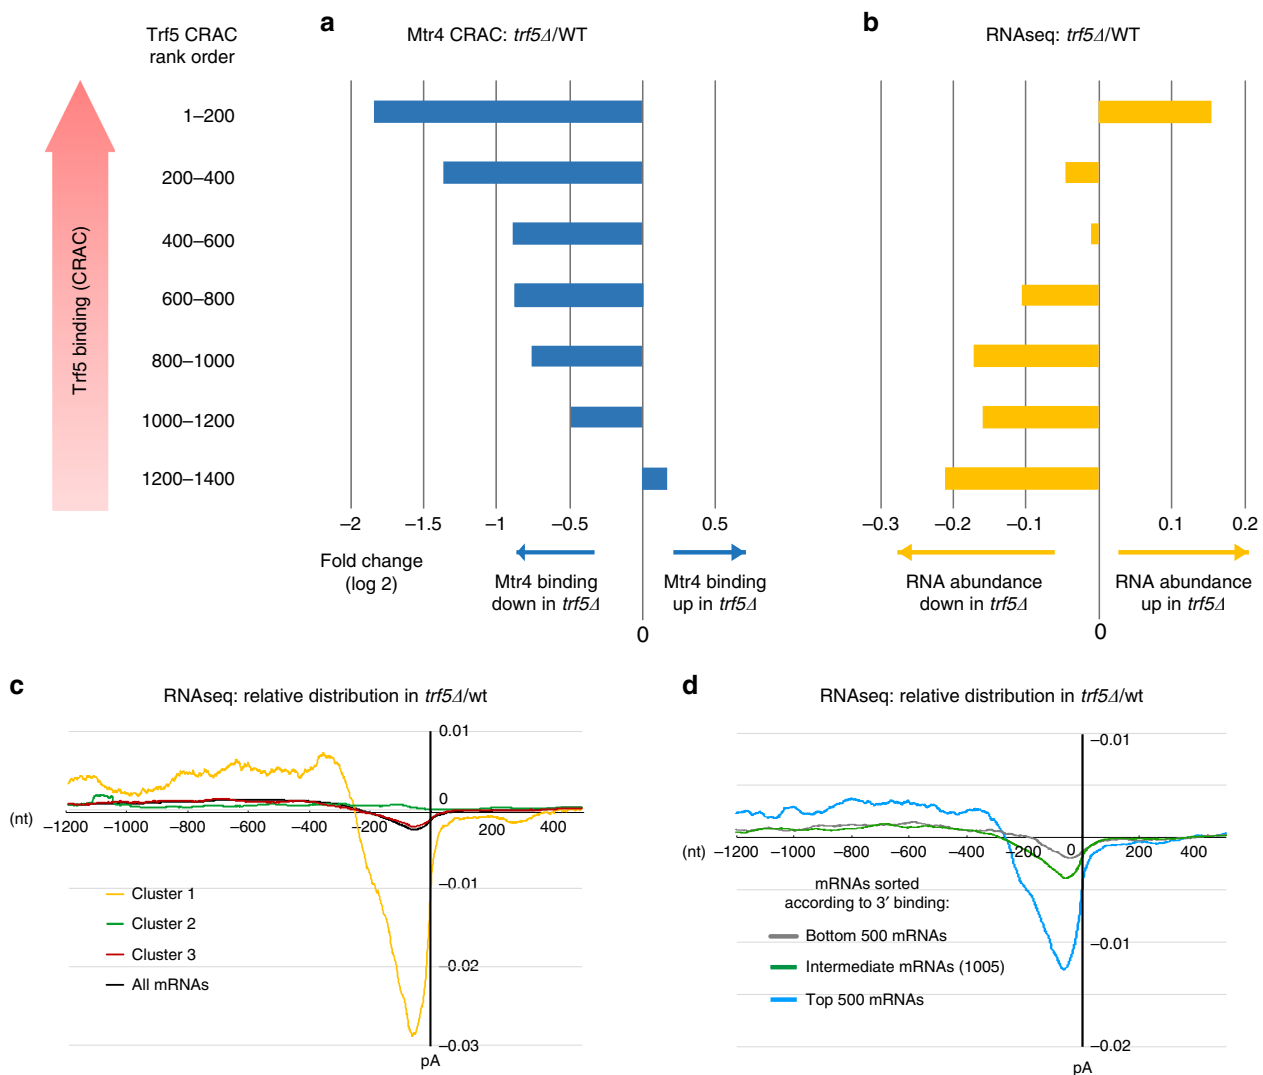 Trf5 CRAC
rank order
Trf5 binding (CRAC)
1–200
200–400
400–600
600–800
800–1000
1000–1200
1200–1400
a
Mtr4 CRAC: trf5Δ/WT
–2
–1.5
–1
–0.5
0.5
Fold change
(log 2)
Mtr4 binding
down in trf5Δ
Mtr4 binding
up in trf5Δ
0
b
RNAseq: trf5Δ/WT
–0.3
–0.2
–0.1
0.1
0.2
RNA abundance
down in trf5Δ
RNA abundance
up in trf5Δ
0
c
RNAseq: relative distribution in trf5Δ/wt
0.01
0
(nt)
–1200
–1000
–800
–600
–400
–200
200
400
–0.01
–0.02
–0.03
pA
Cluster 1
Cluster 2
Cluster 3
All mRNAs
d
RNAseq: relative distribution in trf5Δ/wt
–0.01
(nt)
–1200
–1000
–800
–600
–400
–200
0
200
400
–0.01
–0.02
pA
mRNAs sorted
according to 3′ binding:
Bottom 500 mRNAs
Intermediate mRNAs (1005)
Top 500 mRNAs